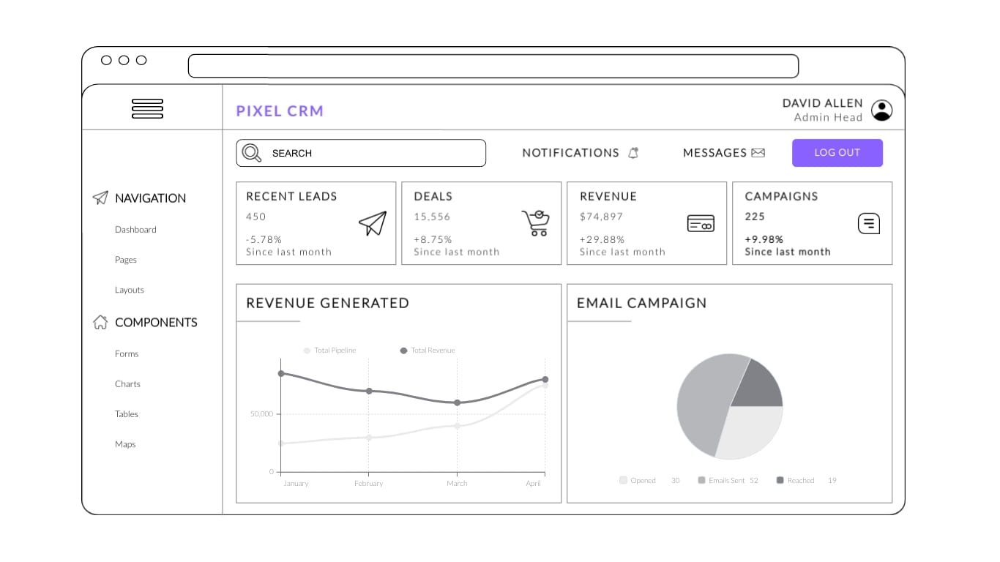 PIXEL CRM
DAVID ALLEN
Admin Head
SEARCH
NOTIFICATIONS
MESSAGES
LOG OUT
NAVIGATION
Dashboard
Pages
Layouts
COMPONENTS
Forms
Charts
Tables
Maps
RECENT LEADS
450
-5.78%
Since last month
DEALS
15,556
+8.75%
Since last month
REVENUE
$74,897
+29.88%
Since last month
CAMPAIGNS
225
+9.98%
Since last month
REVENUE GENERATED
Total Pipeline Total Revenue
50,000
0
January February March April
EMAIL CAMPAIGN
Opened 30 Emails Sent 52 Reached 19